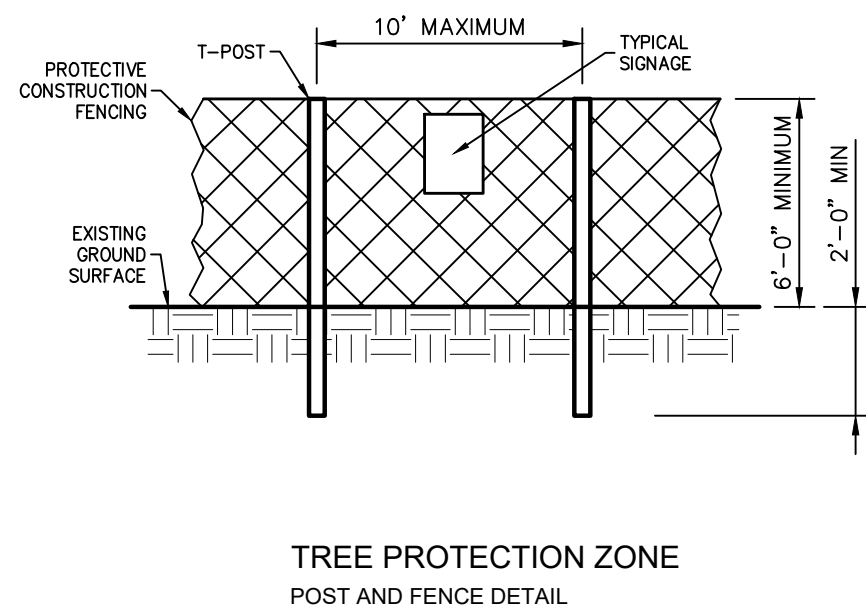 10' MAXIMUM
T-POST
TYPICAL
SIGNAGE
PROTECTIVE
CONSTRUCTION
FENCING
6'-0" MINIMUM
2'-0" MIN
EXISTING
GROUND
SURFACE
TREE PROTECTION ZONE
POST AND FENCE DETAIL